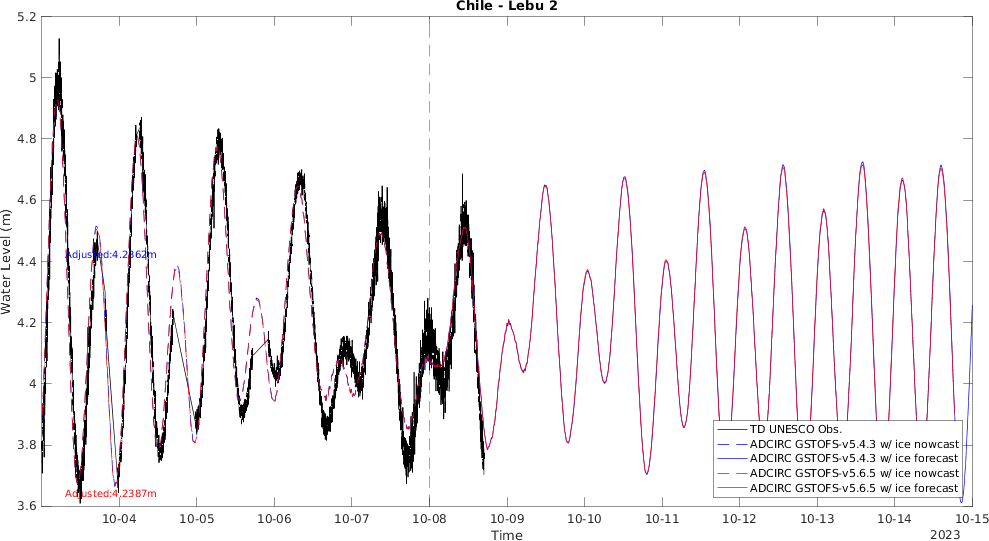 Chile - Lebu 2
5.2
5
4.8
4.6
4.4
4.2
4
3.8
3.6
Water Level (m)
Adjusted:4.2362m
Adjusted:4.2387m
TD UNESCO Obs.
ADCIRC GSTOFS-v5.4.3 w/ ice nowcast
ADCIRC GSTOFS-v5.4.3 w/ ice forecast
ADCIRC GSTOFS-v5.6.5 w/ ice nowcast
ADCIRC GSTOFS-v5.6.5 w/ ice forecast
10-04 10-05 10-06 10-07 10-08 10-09 10-10 10-11 10-12 10-13 10-14 10-15
Time
2023